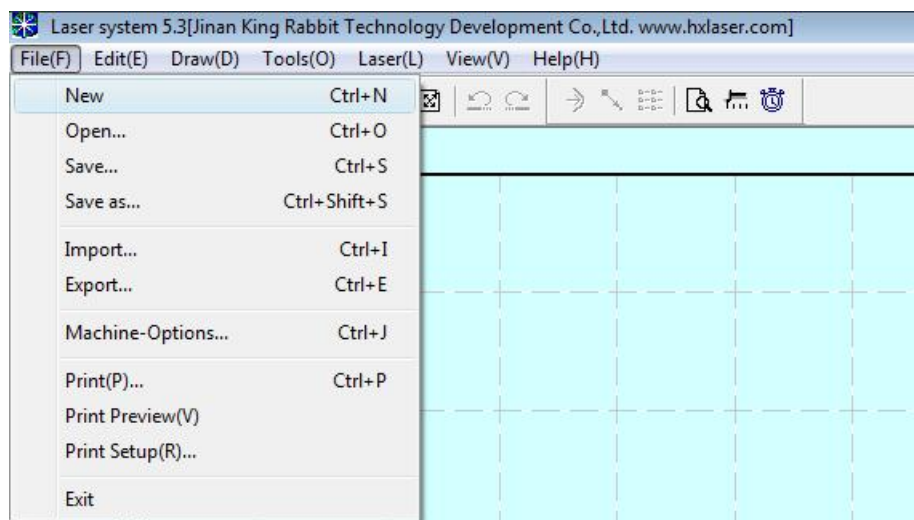 Laser system 5.3[Jinan King Rabbit Technology Development Co.,Ltd. www.hxlaser.com]
File(F) Edit(E) Draw(D) Tools(O) Laser(L) View(V) Help(H)
New Ctrl+N
Open... Ctrl+O
Save... Ctrl+S
Save as... Ctrl+Shift+S
Import... Ctrl+I
Export... Ctrl+E
Machine-Options... Ctrl+J
Print(P)... Ctrl+P
Print Preview(V)
Print Setup(R)...
Exit